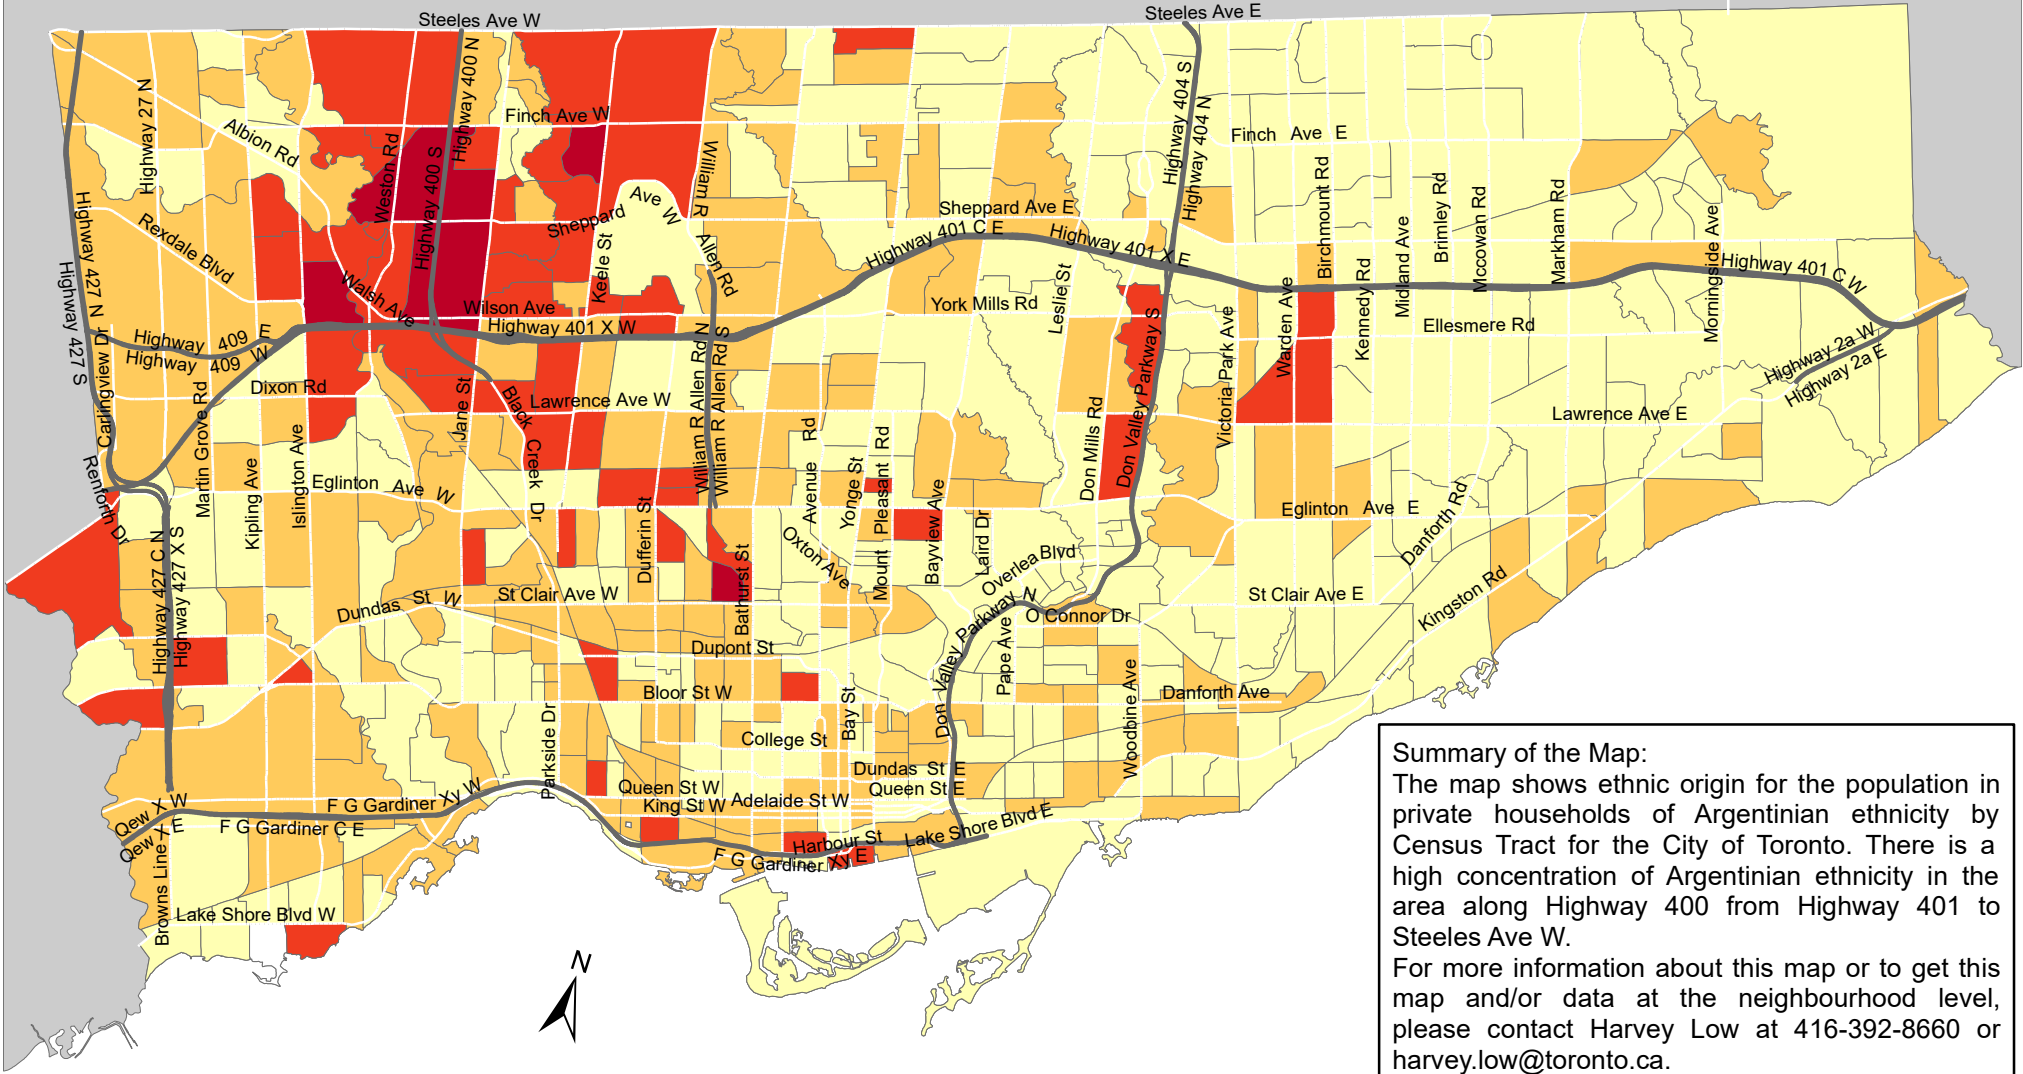 Steeles Ave W
Steeles Ave E
Highway 400 N
Highway 404 S
Highway 404 N
Highway 27 N
Finch Ave W
Finch Ave E
Albion Rd
Weston Rd
William R
Allen Rd
Highway 400 S
Highway 427 N
Highway 427 N
Highway 427 S
Rexdale Blvd
Sheppard
Ave W
Keele St
Sheppard Ave E
Highway 401 C E
Highway 401 X E
Birchmount Rd
Brimley Rd
Midland Ave
Mccowan Rd
Markham Rd
Morningside Ave
Highway 401 C W
Walsh Ave
Wilson Ave
Highway 401 X W
York Mills Rd
Leslie St
Warden Ave
Kennedy Rd
Ellesmere Rd
Victoria Park Ave
Highway 2a W
Highway 2a E
Highway 409 E
Highway 409 W
Carlingview Dr
Dixon Rd
Martin Grove Rd
Jane St
Black Creek Dr
Lawrence Ave W
William R Allen Rd N
William R Allen Rd S
Don Valley Parkway S
Don Mills Rd
Lawrence Ave E
Renforth Dr
Kipling Ave
Islington Ave
Eglinton Ave W
Dufferin St
Avenue Rd
Yonge St
Mount Pleasant Rd
Bayview Ave
Laird Dr
Eglinton Ave E
Danforth Rd
Highway 427 C N
Highway 427 X S
Oxton Ave
Overlea Blvd
Dundas St W
St Clair Ave W
Bathurst St
Don Valley Parkway N
O Connor Dr
St Clair Ave E
Kingston Rd
Dupont St
Pape Ave
Woodbine Ave
Bloor St W
Bay St
Danforth Ave
Parkside Dr
College St
Dundas St E
Queen St W
Queen St E
King St W
Adelaide St W
Qew X W
Qew X E
F G Gardiner Xy W
F G Gardiner C E
Browns Line
Harbour St
Lake Shore Blvd E
F G Gardiner Xy E
Lake Shore Blvd W
N
Summary of the Map:
The map shows ethnic origin for the population in
private households of Argentinian ethnicity by
Census Tract for the City of Toronto. There is a
high concentration of Argentinian ethnicity in the
area along Highway 400 from Highway 401 to
Steeles Ave W.
For more information about this map or to get this
map and/or data at the neighbourhood level,
please contact Harvey Low at 416-392-8660 or
harvey.low@toronto.ca.